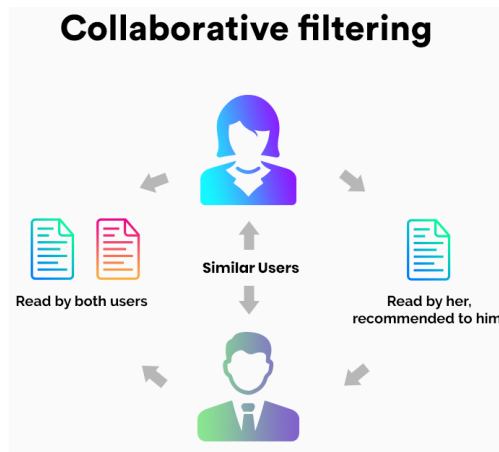 Collaborative filtering
Similar Users
Read by both users
Read by her,
recommended to him